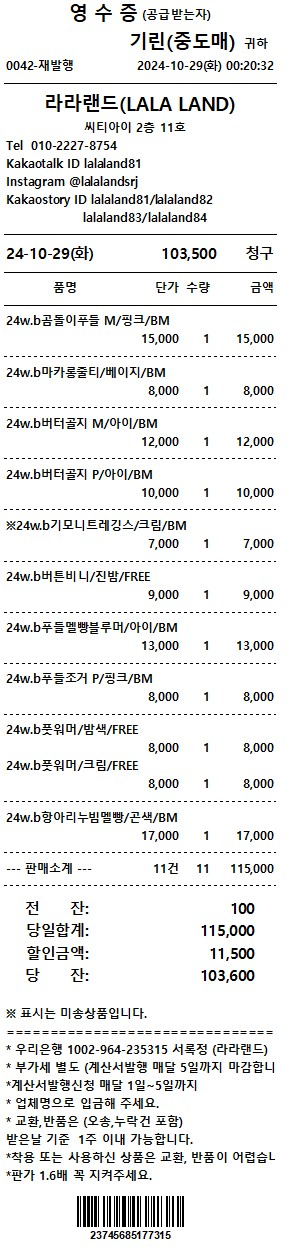 영 수 증 (공급받는자)
기린(중도매) 귀하
0042-재발행 2024-10-29(화) 00:20:32
라라랜드(LALA LAND)
씨티아이 2층 11호
Tel 010-2227-8754
Kakaotalk ID lalaland81
Instagram @lalalandsrj
Kakaostory ID lalaland81/lalaland82
lalaland83/lalaland84
24-10-29(화) 103,500 청구
품명 단가 수량 금액
24w.b곰돌이푸들 M/핑크/BM
15,000 1 15,000
24w.b마카롱줄티/베이지/BM
8,000 1 8,000
24w.b버터골지 M/아이/BM
12,000 1 12,000
24w.b버터골지 P/아이/BM
10,000 1 10,000
※24w.b기모니트레깅스/크림/BM
7,000 1 7,000
24w.b버튼비니/진밤/FREE
9,000 1 9,000
24w.b푸들멜빵블루머/아이/BM
13,000 1 13,000
24w.b푸들조거 P/핑크/BM
8,000 1 8,000
24w.b풋워머/밤색/FREE
8,000 1 8,000
24w.b풋워머/크림/FREE
8,000 1 8,000
24w.b항아리누빔멜빵/곤색/BM
17,000 1 17,000
--- 판매소계 --- 11건 11 115,000
전 잔: 100
당일합계: 115,000
할인금액: 11,500
당 잔: 103,600
※ 표시는 미송상품입니다.
================================
* 우리은행 1002-964-235315 서록정 (라라랜드)
* 부가세 별도 (계산서발행 매달 5일까지 마감합니
*계산서발행신청 매달 1일~5일까지
* 업체명으로 입금해 주세요.
* 교환,반품은 (오송,누락건 포함)
받은날 기준 1주 이내 가능합니다.
*착용 또는 사용하신 상품은 교환, 반품이 어렵습니
*판가 1.6배 꼭 지켜주세요.
23745685177315